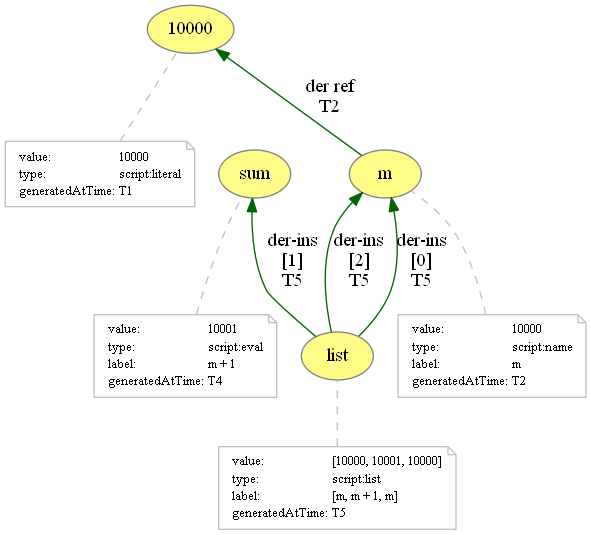 10000
der ref
T2
value: 10000
type: script:literal
generatedAtTime: T1
sum
m
der-ins
[1]
T5
der-ins
[2]
T5
der-ins
[0]
T5
value: 10001
type: script:eval
label: m + 1
generatedAtTime: T4
list
value: 10000
type: script:name
label: m
generatedAtTime: T2
value: [10000, 10001, 10000]
type: script:list
label: [m, m + 1, m]
generatedAtTime: T5